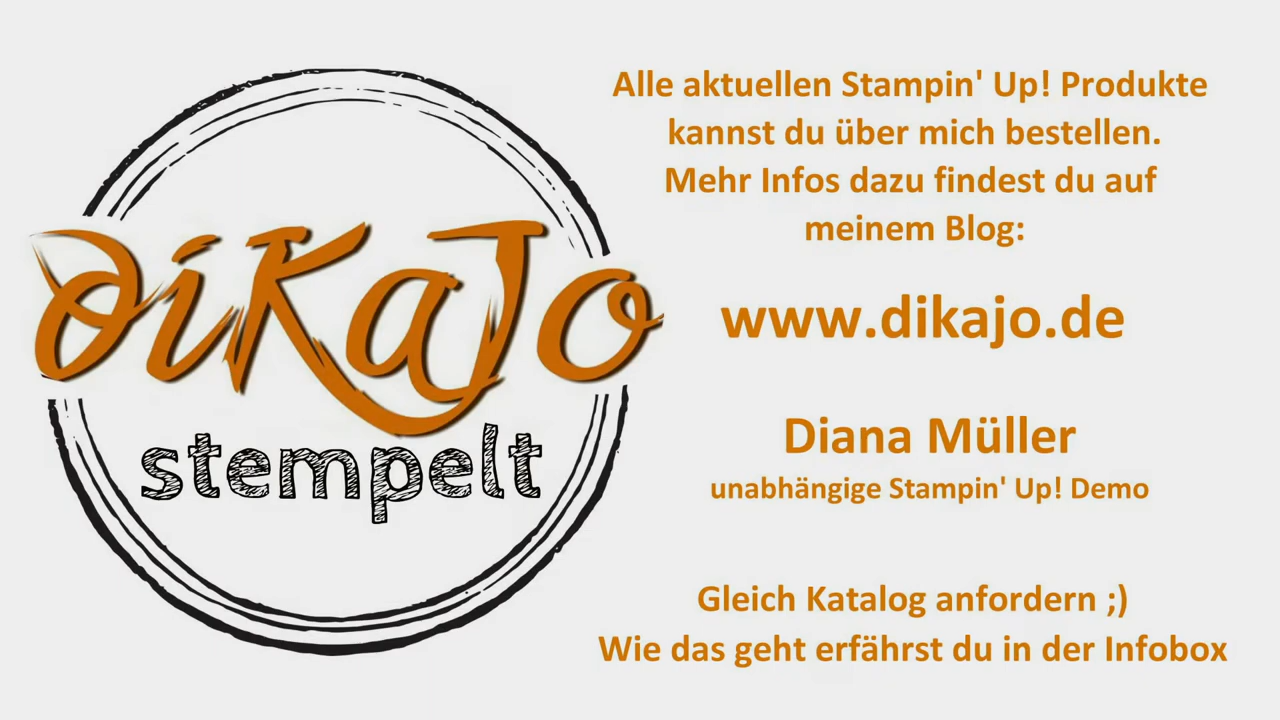 DiKaJo
stempelt
Alle aktuellen Stampin' Up! Produkte
kannst du über mich bestellen.
Mehr Infos dazu findest du auf
meinem Blog:
www.dikajo.de
Diana Müller
unabhängige Stampin' Up! Demo
Gleich Katalog anfordern ;)
Wie das geht erfährst du in der Infobox